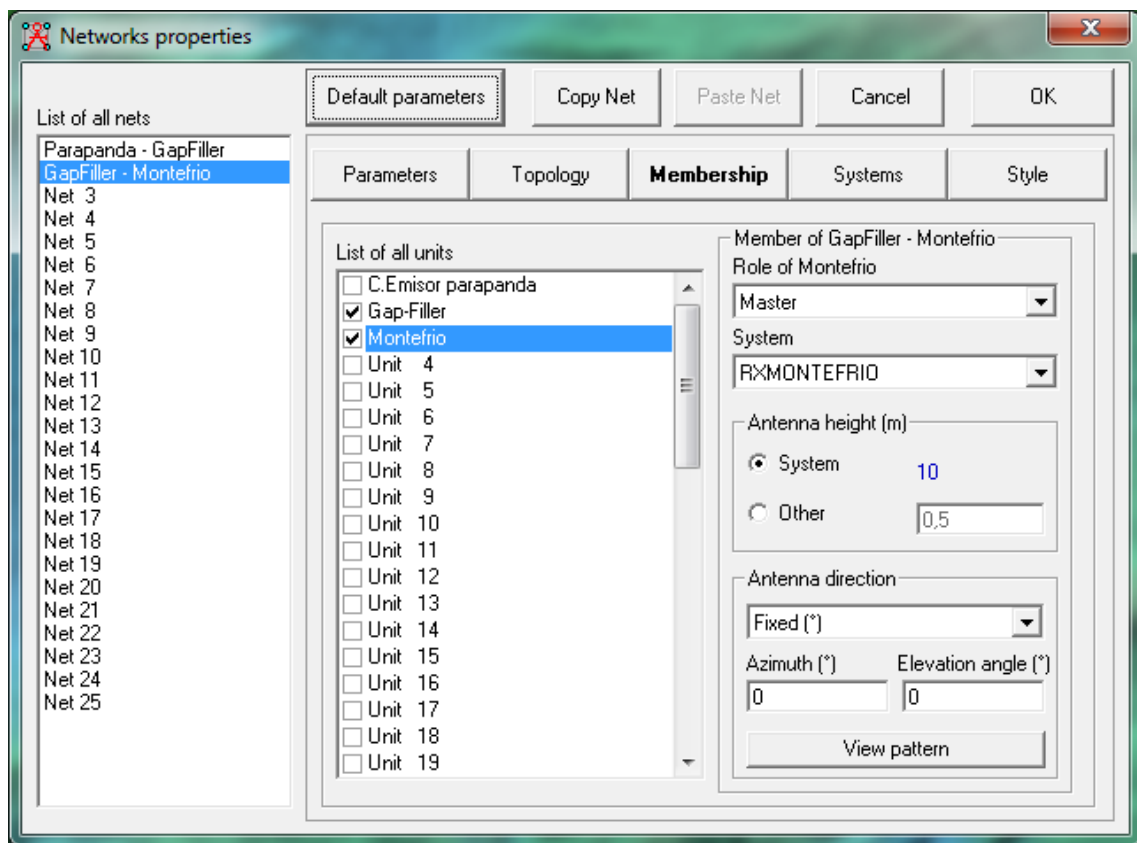 Networks properties
Default parameters
Copy Net
Paste Net
Cancel
OK
List of all nets
Parapanda - GapFiller
GapFiller - Montefrio
Net 3
Net 4
Net 5
Net 6
Net 7
Net 8
Net 9
Net 10
Net 11
Net 12
Net 13
Net 14
Net 15
Net 16
Net 17
Net 18
Net 19
Net 20
Net 21
Net 22
Net 23
Net 24
Net 25
Parameters
Topology
Membership
Systems
Style
List of all units
C.Emisor parapanda
Gap-Filler
Montefrio
Unit 4
Unit 5
Unit 6
Unit 7
Unit 8
Unit 9
Unit 10
Unit 11
Unit 12
Unit 13
Unit 14
Unit 15
Unit 16
Unit 17
Unit 18
Unit 19
Member of GapFiller - Montefrio
Role of Montefrio
Master
System
RXMONTEFRIO
Antenna height (m)
System 10
Other 0,5
Antenna direction
Fixed (°)
Azimuth (°) Elevation angle (°)
0 0
View pattern